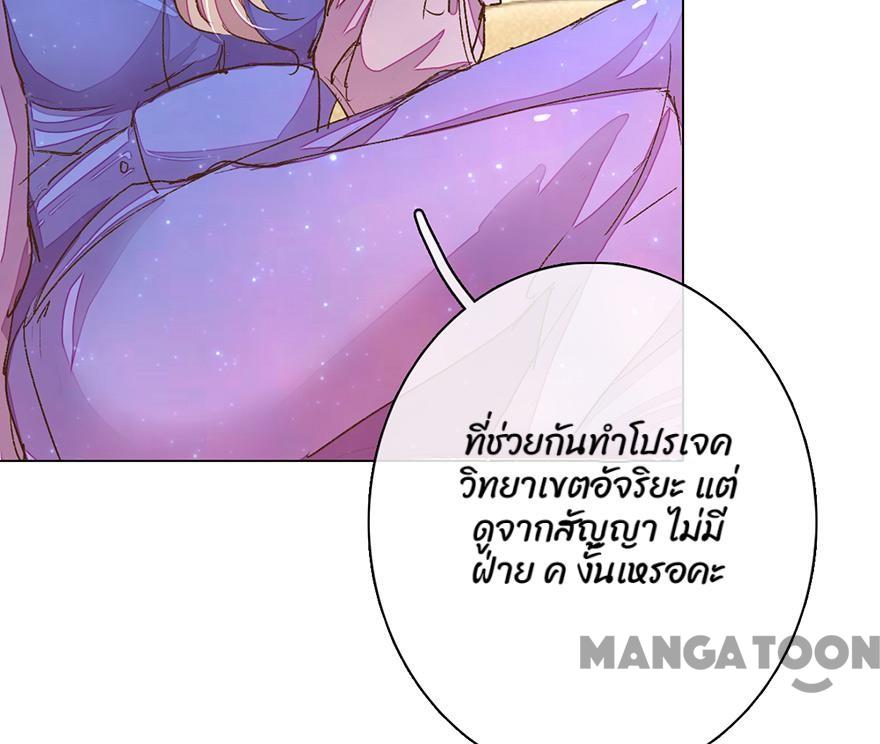 ที่ช่วยกันทำโปรเจค
วิทยาเขตอัจริยะ แต่
ดูจากสัญญา ไม่มี
ฝ่าย ค งั้นเหรอคะ
MANGATOON